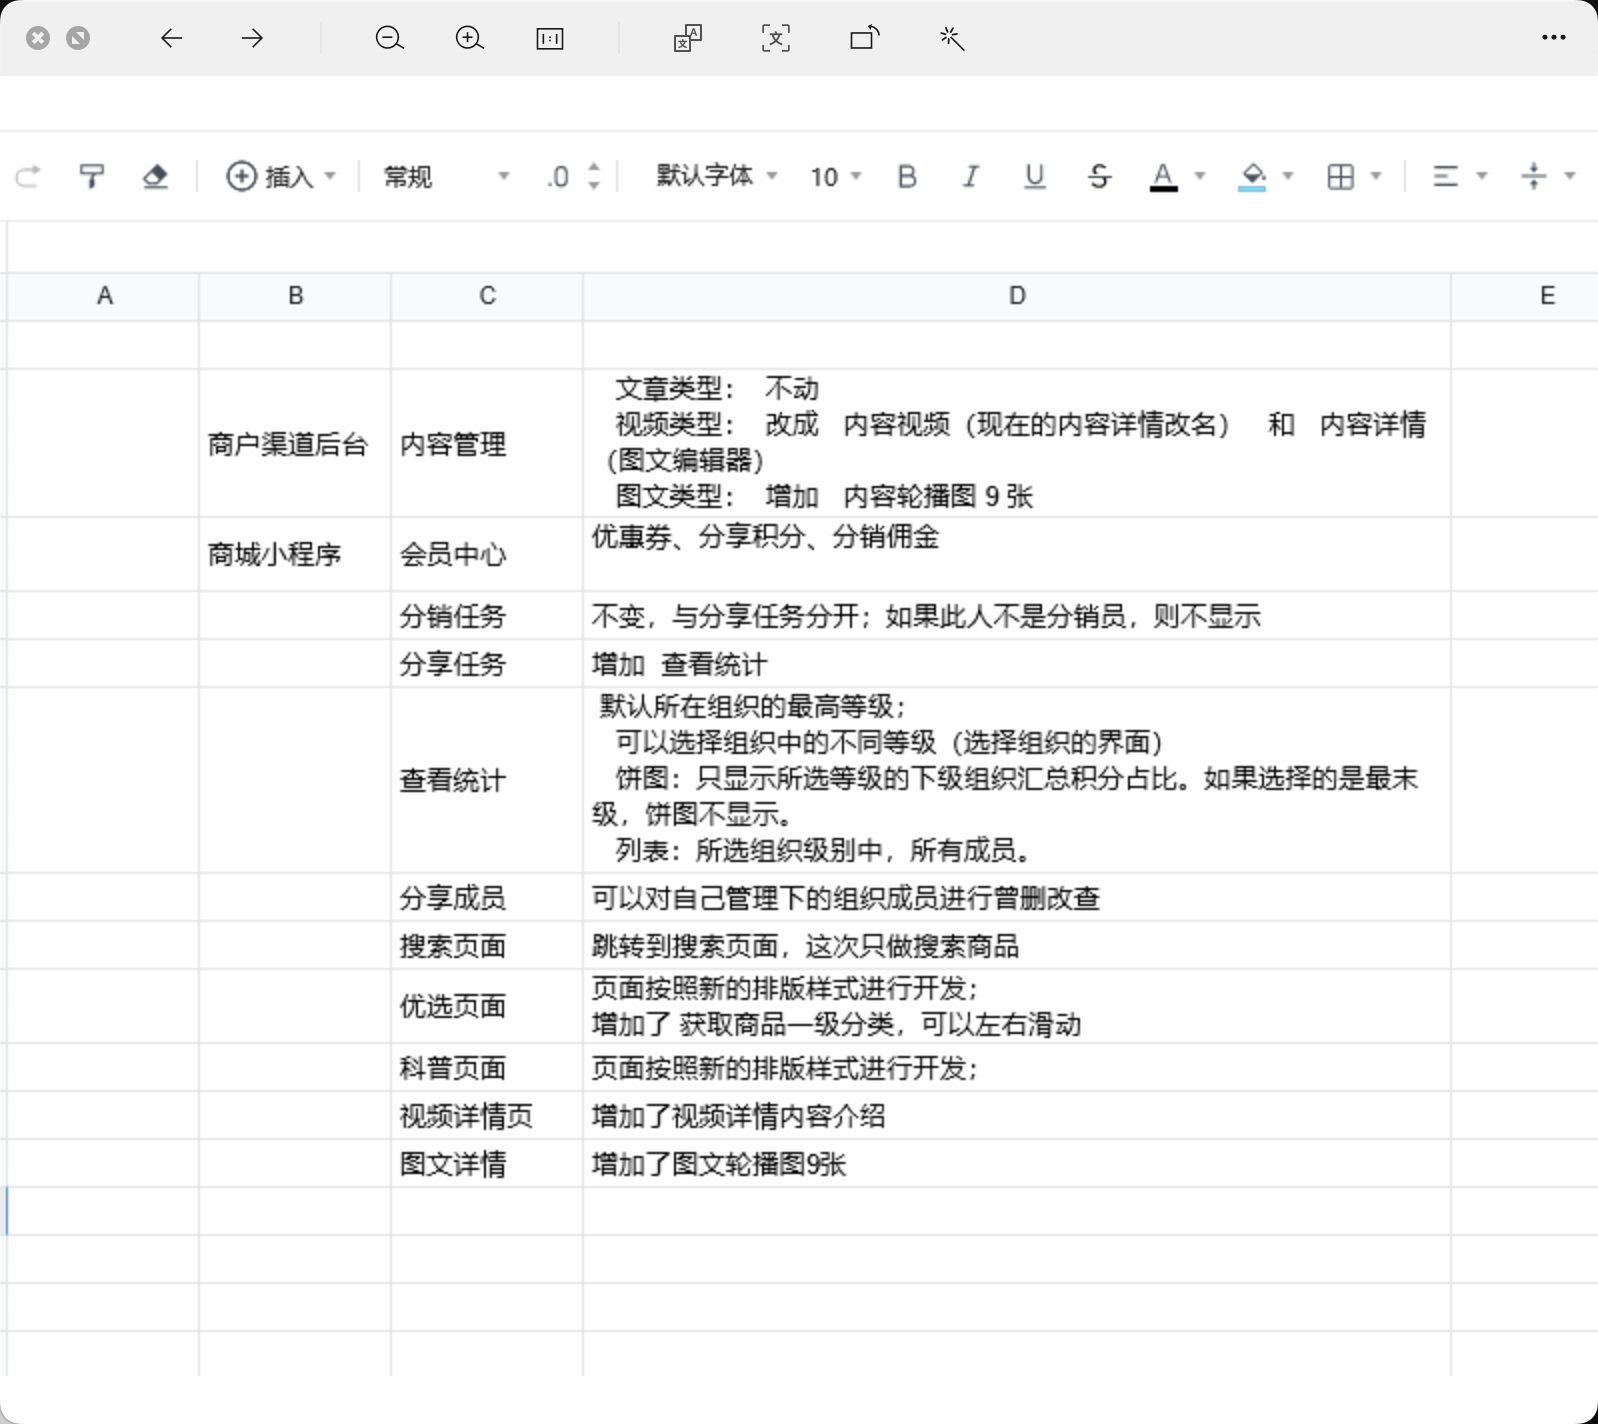 插入 常规 .0 默认字体 10 B I U S A
A B C D E
商户渠道后台
内容管理
文章类型： 不动
视频类型： 改成 内容视频（现在的内容详情改名） 和 内容详情
（图文编辑器）
图文类型： 增加 内容轮播图 9 张
商城小程序
会员中心
优惠券、分享积分、分销佣金
分销任务
不变，与分享任务分开；如果此人不是分销员，则不显示
分享任务
增加 查看统计
查看统计
默认所在组织的最高等级；
可以选择组织中的不同等级（选择组织的界面）
饼图：只显示所选等级的下级组织汇总积分占比。如果选择的是最末
级，饼图不显示。
列表：所选组织级别中，所有成员。
分享成员
可以对自己管理下的组织成员进行曾删改查
搜索页面
跳转到搜索页面，这次只做搜索商品
优选页面
页面按照新的排版样式进行开发；
增加了 获取商品一级分类，可以左右滑动
科普页面
页面按照新的排版样式进行开发；
视频详情页
增加了视频详情内容介绍
图文详情
增加了图文轮播图9张